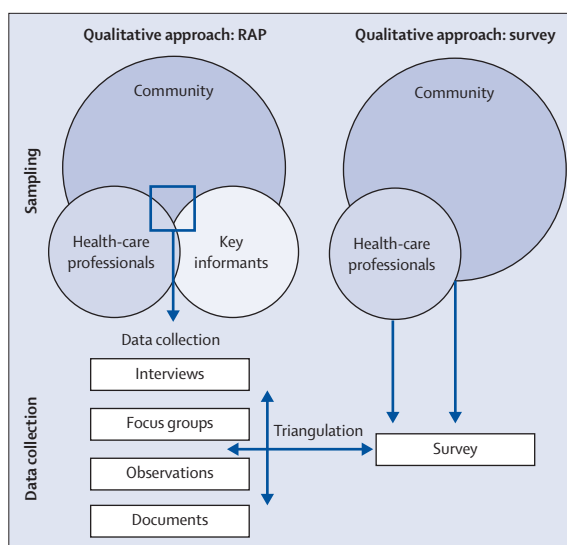 Qualitative approach: RAP
Qualitative approach: survey
Sampling
Community
Health-care
professionals
Key
informants
Community
Health-care
professionals
Data collection
Data collection
Interviews
Focus groups
Observations
Documents
Triangulation
Survey